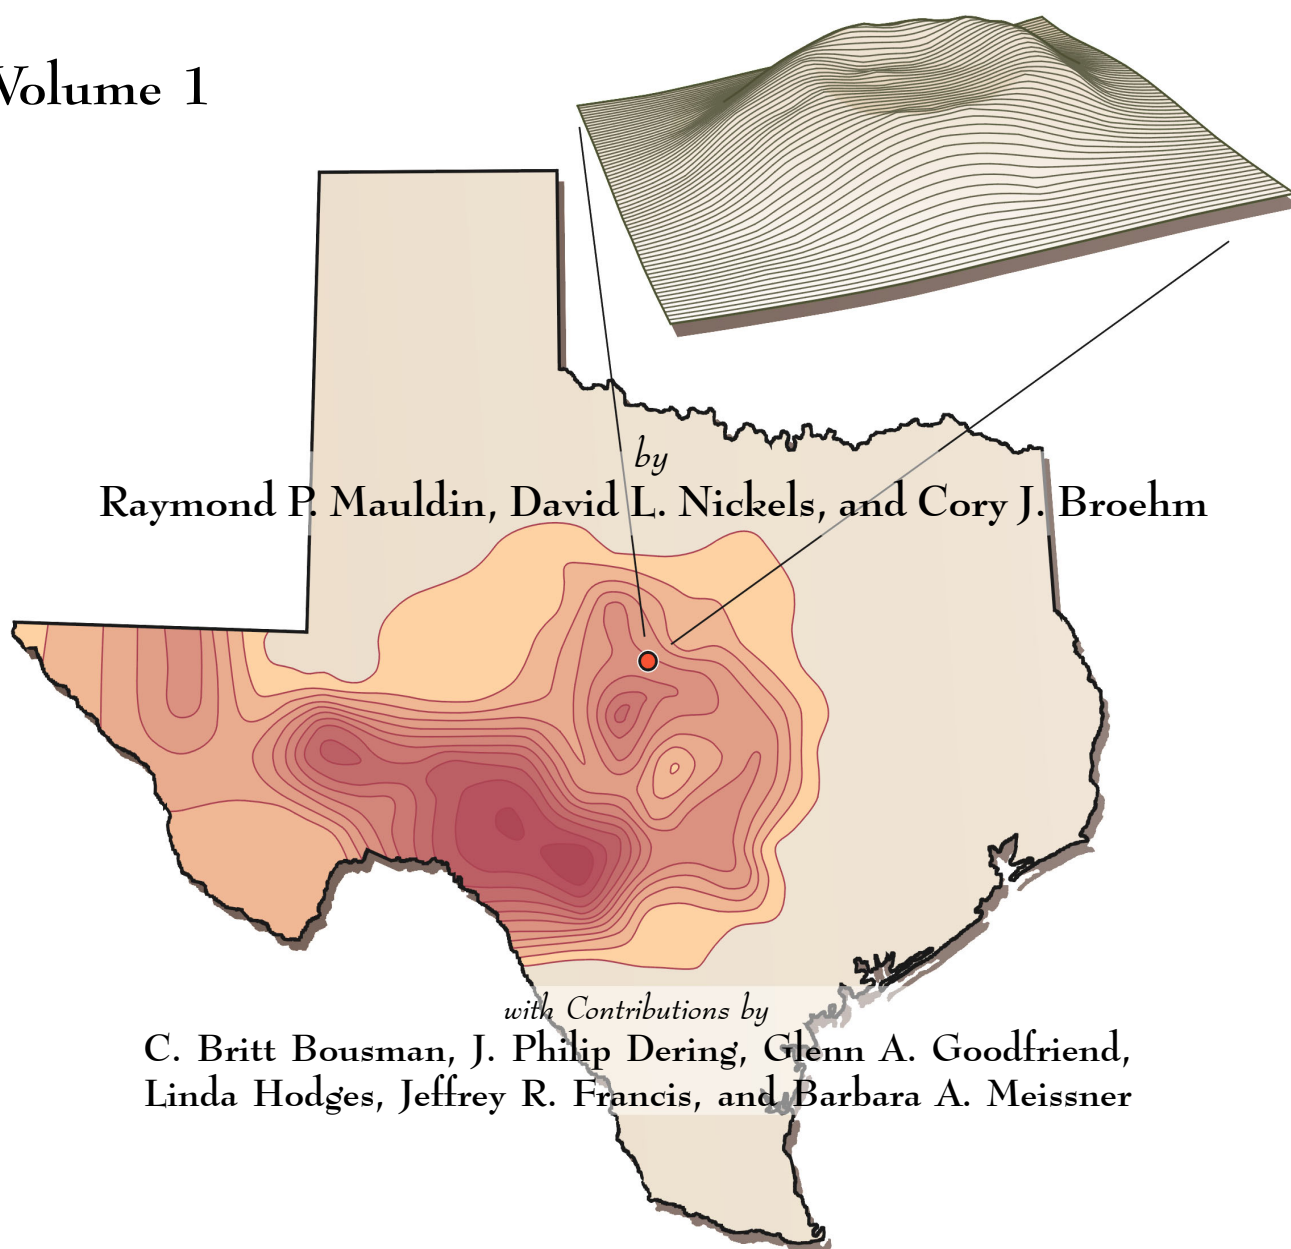 Volume 1
by
Raymond P. Mauldin, David L. Nickels, and Cory J. Broehm
with Contributions by
C. Britt Bousman, J. Philip Dering, Glenn A. Goodfriend,
Linda Hodges, Jeffrey R. Francis, and Barbara A. Meissner